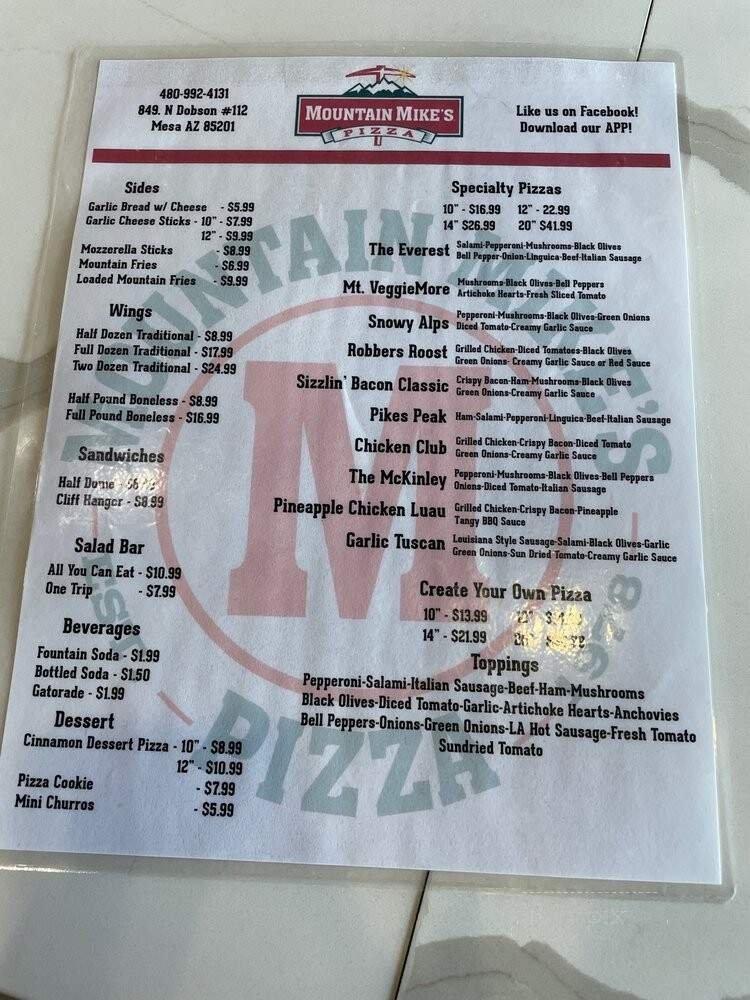 480-992-4131
849. N Dobson #112
Mesa AZ 85201
MOUNTAIN MIKE'S
PIZZA
Like us on Facebook!
Download our APP!
Sides
Garlic Bread w/ Cheese - $5.99
Garlic Cheese Sticks - 10" - $7.99
12" - $9.99
Mozzerella Sticks - $8.99
Mountain Fries - $6.99
Loaded Mountain Fries - $9.99
Wings
Half Dozen Traditional - $8.99
Full Dozen Traditional - $17.99
Two Dozen Traditional - $24.99
Half Pound Boneless - $8.99
Full Pound Boneless - $16.99
Sandwiches
Half Dome -
Cliff Hanger - $8.99
Salad Bar
All You Can Eat - $10.99
One Trip - $7.99
Beverages
Fountain Soda - $1.99
Bottled Soda - $1.50
Gatorade - $1.99
Dessert
Cinnamon Dessert Pizza - 10" - $8.99
12" - $10.99
Pizza Cookie - $7.99
Mini Churros - $5.99
Specialty Pizzas
10" - $16.99 12" - 22.99
14" $26.99 20" $41.99
The Everest
Salami-Pepperoni-Mushrooms-Black Olives
Bell Pepper-Onion-Linguica-Beef-Italian Sausage
Mt. VeggieMore
Mushrooms-Black Olives-Bell Peppers
Artichoke Hearts-Fresh Sliced Tomato
Snowy Alps
Pepperoni-Mushrooms-Black Olives-Green Onions
Diced Tomato-Creamy Garlic Sauce
Robbers Roost
Grilled Chicken-Diced Tomatoes-Black Olives
Green Onions- Creamy Garlic Sauce or Red Sauce
Sizzlin' Bacon Classic
Crispy Bacon-Ham-Mushrooms-Black Olives
Green Onions-Creamy Garlic Sauce
Pikes Peak
Ham-Salami-Pepperoni-Linguica-Beef-Italian Sausage
Chicken Club
Grilled Chicken-Crispy Bacon-Diced Tomato
Green Onions-Creamy Garlic Sauce
The McKinley
Pepperoni-Mushrooms-Black Olives-Bell Peppers
Onions-Diced Tomato-Italian Sausage
Pineapple Chicken Luau
Grilled Chicken-Crispy Bacon-Pineapple
Tangy BBQ Sauce
Garlic Tuscan
Louisiana Style Sausage-Salami-Black Olives-Garlic
Green Onions-Sun Dried Tomato-Creamy Garlic Sauce
Create Your Own Pizza
10" - $13.99
14" - $21.99
Toppings
Pepperoni-Salami-Italian Sausage-Beef-Ham-Mushrooms
Black Olives-Diced Tomato-Garlic-Artichoke Hearts-Anchovies
Bell Peppers-Onions-Green Onions-LA Hot Sausage-Fresh Tomato
Sundried Tomato
MOUNTAIN MIKE'S
M
EST. 1978
PIZZA